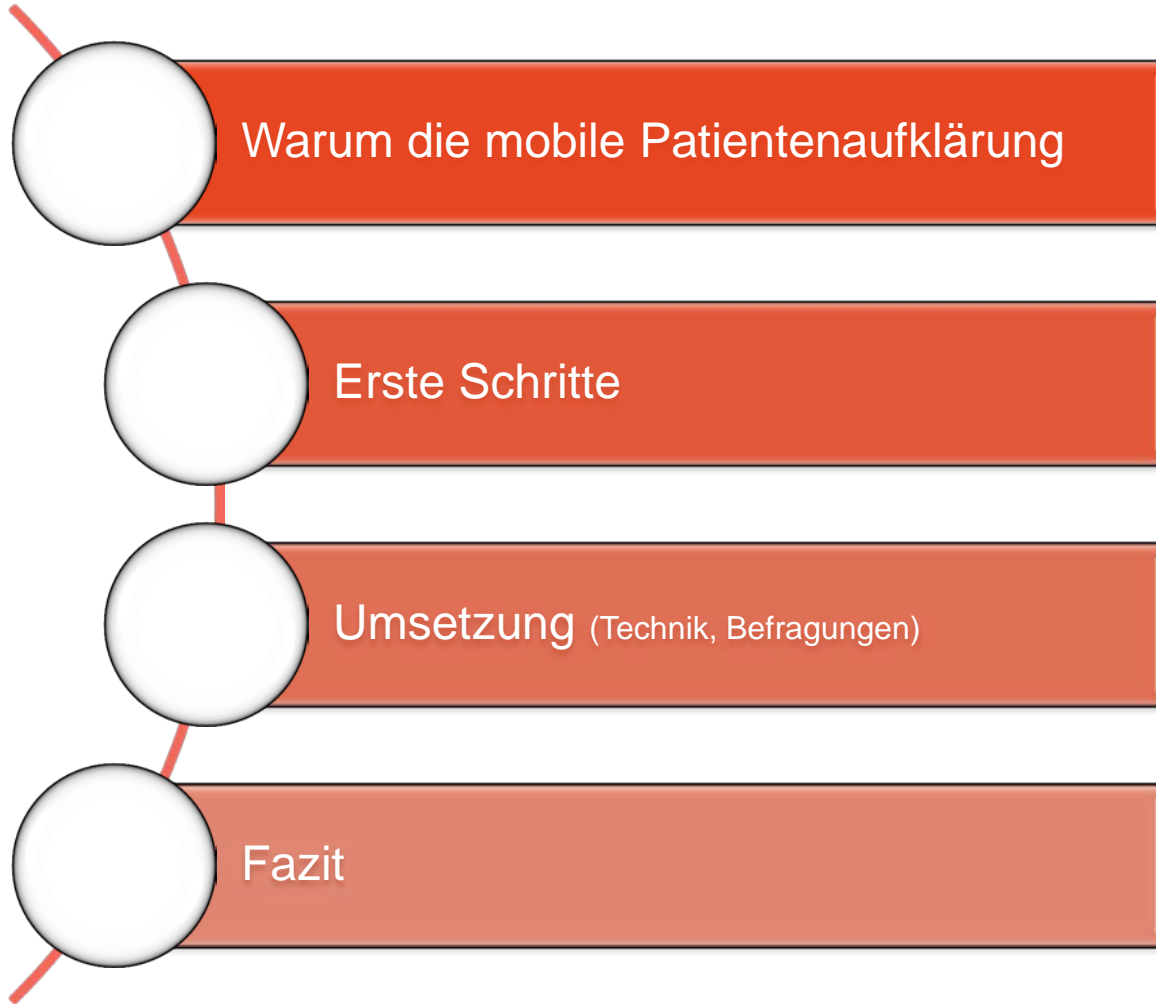 Warum die mobile Patientenaufklärung
Erste Schritte
Umsetzung (Technik, Befragungen)
Fazit